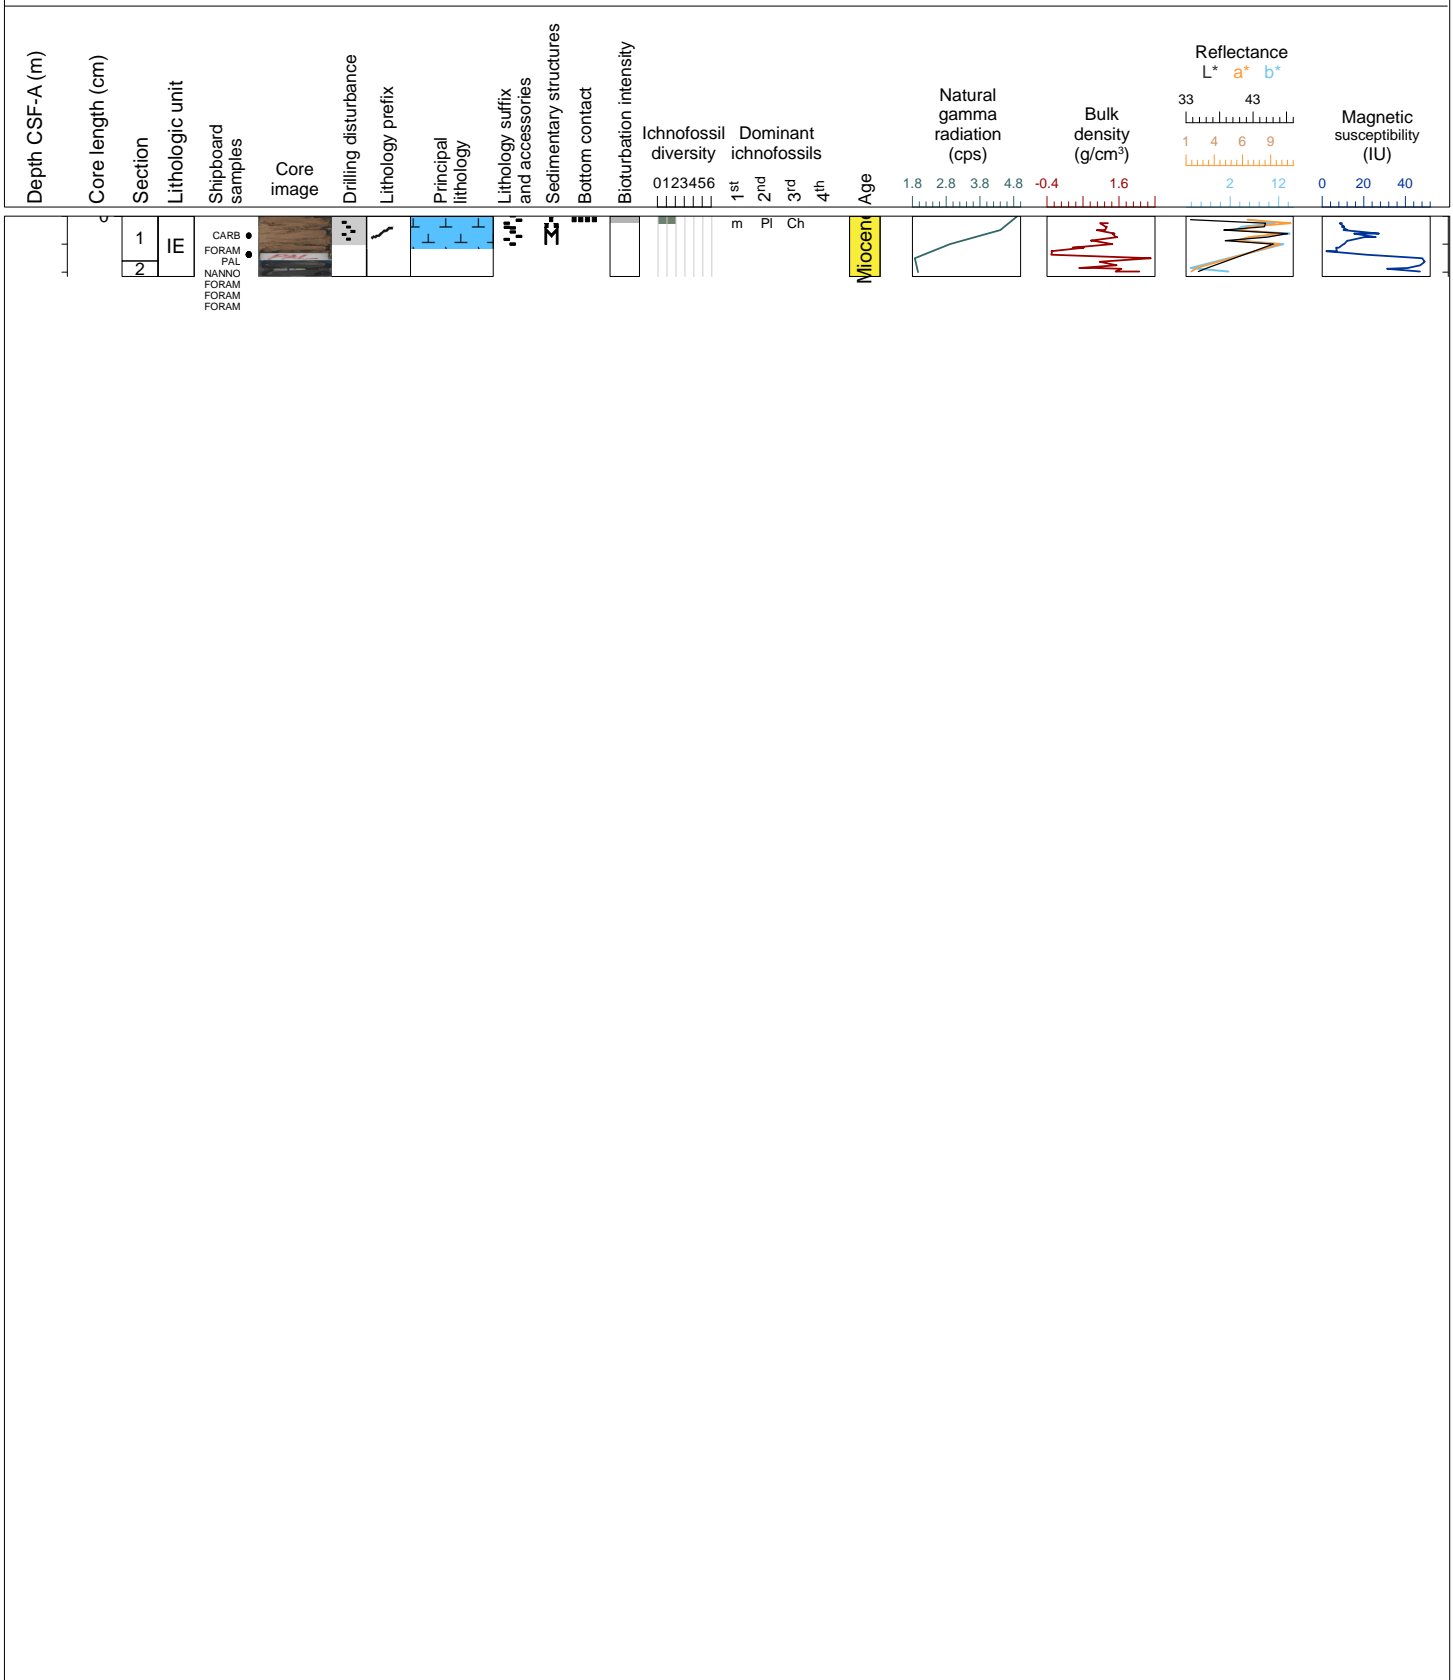 Depth CSF-A (m)
Core length (cm)
Section
Lithologic unit
Shipboard
samples
Core
image
Drilling disturbance
Lithology prefix
Principal
lithology
Lithology suffix
and accessories
Sedimentary structures
Bottom contact
Bioturbation intensity
Ichnofossil
diversity
0123456
Dominant
ichnofossils
1st
2nd
3rd
4th
Age
Natural
gamma
radiation
(cps)
1.8 2.8 3.8 4.8
Bulk
density
(g/cm³)
-0.4 1.6
Reflectance
L* a* b*
33 43
1 4 6 9
2 12
Magnetic
susceptibility
(IU)
0 20 40
1
2
IE
CARB
FORAM
PAL
NANNO
FORAM
FORAM
FORAM
PAL
M
m Pl Ch
Miocene